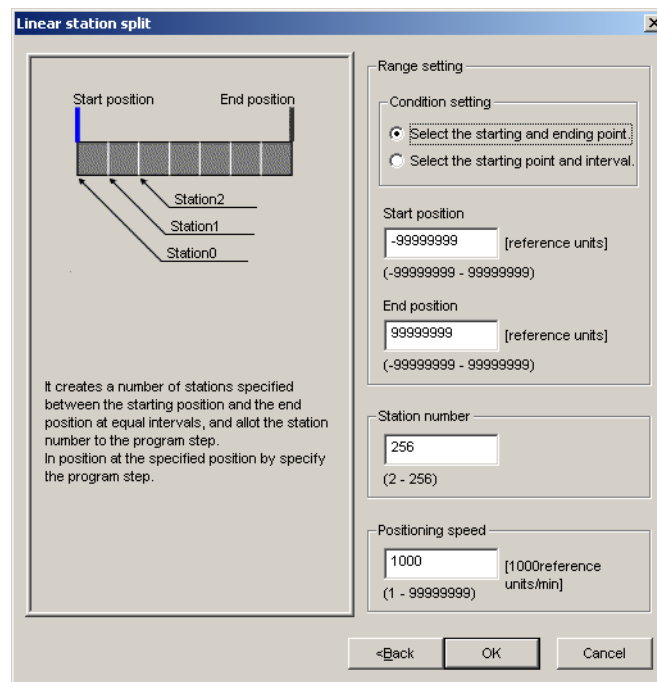 Linear station split
Start position
End position
Station2
Station1
Station0
It creates a number of stations specified
between the starting position and the end
position at equal intervals, and allot the station
number to the program step.
In position at the specified position by specify
the program step.
Range setting
Condition setting
Select the starting and ending point.
Select the starting point and interval.
Start position
-99999999 [reference units]
(-99999999 - 99999999)
End position
99999999 [reference units]
(-99999999 - 99999999)
Station number
256
(2 - 256)
Positioning speed
1000 [1000reference
units/min]
(1 - 99999999)
<Back
OK
Cancel